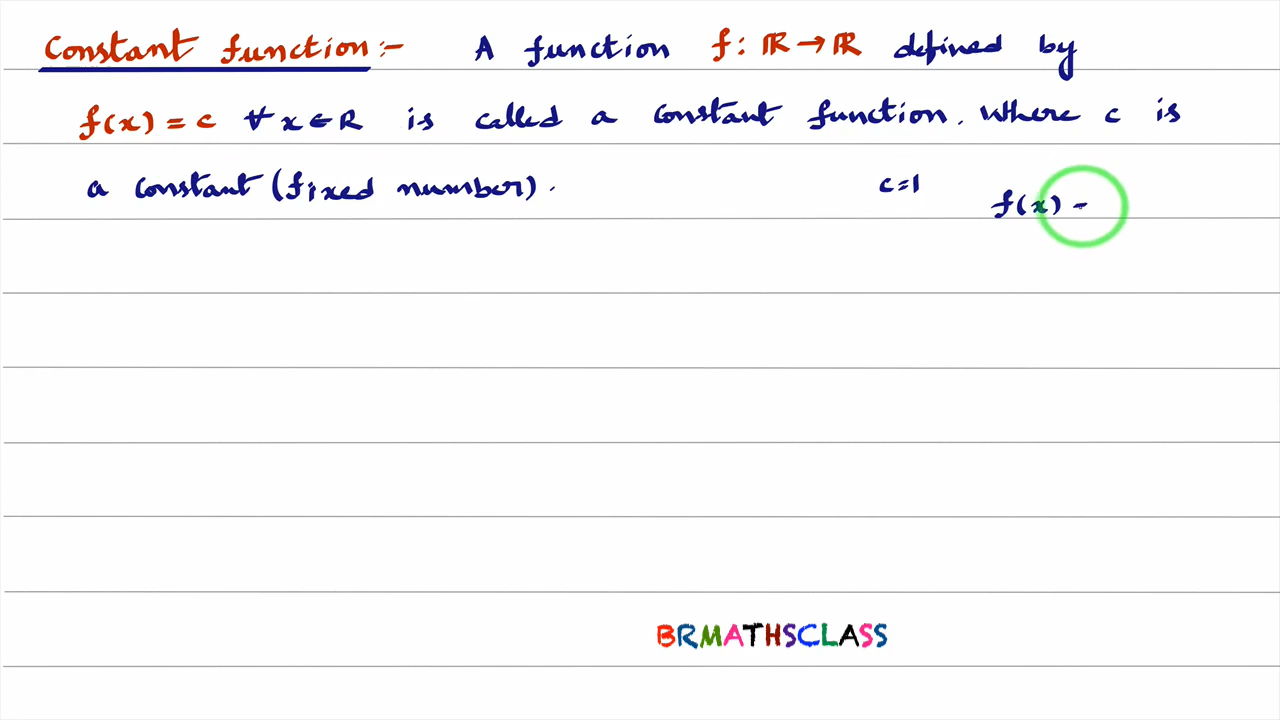 Constant function :- A function f: ℝ → ℝ defined by
f(x) = c ∀ x ∈ R is called a constant function. Where c is
a constant (fixed number).
c=1
f(x) -
BRMATHSCLASS